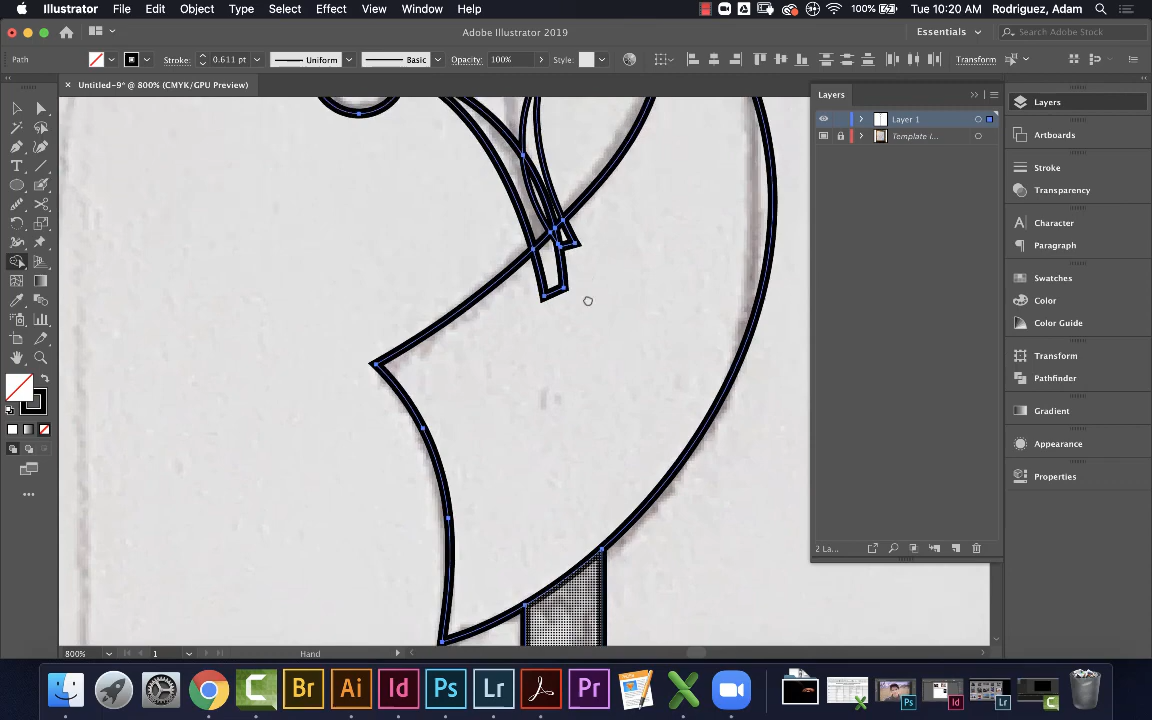 Illustrator File Edit Object Type Select Effect View Window Help 100% Tue 10:20 AM Rodriguez, Adam
Adobe Illustrator 2019 Essentials Search Adobe Stock
Path Stroke: 0.611 pt Uniform Basic Opacity: 100% Style: Transform
× Untitled-9* @ 800% (CMYK/GPU Preview)
Layers
Layer 1
Template I...
2 La...
Layers
Artboards
Stroke
Transparency
Character
Paragraph
Swatches
Color
Color Guide
Transform
Pathfinder
Gradient
Appearance
Properties
800% 1 Hand
Br Ai Id Ps Lr Pr
Ps Id Lr